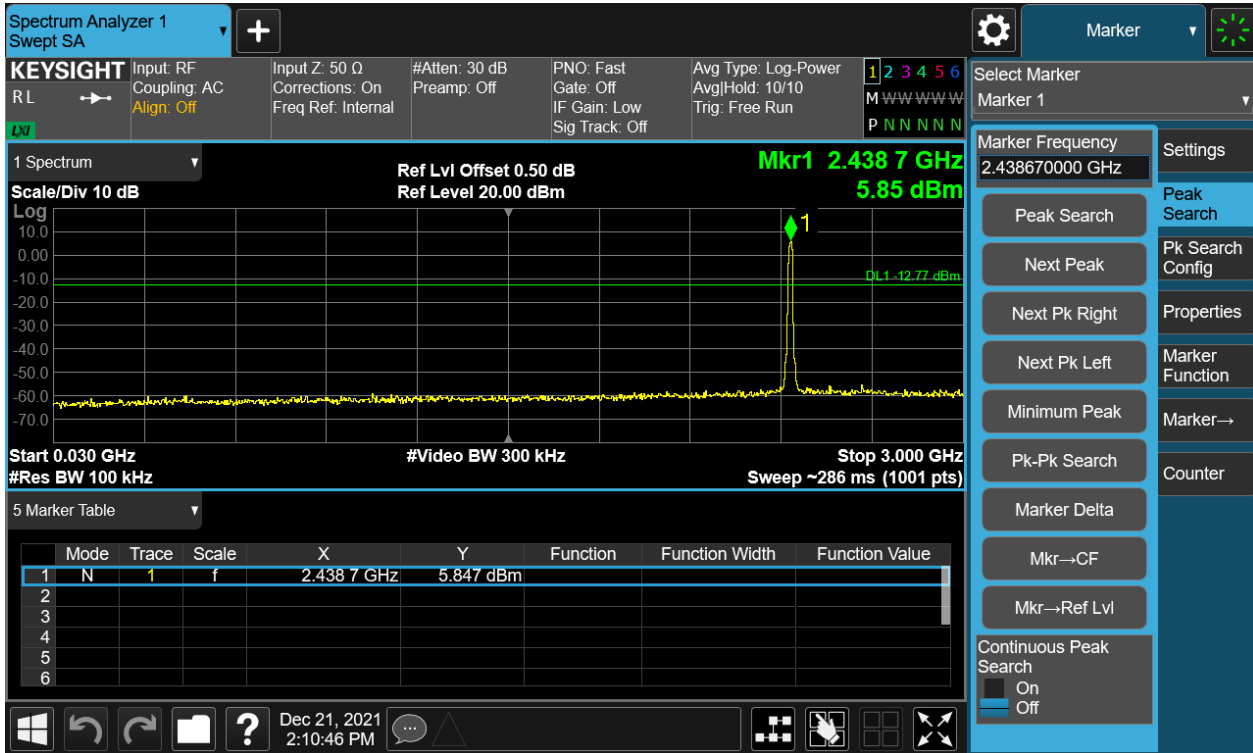 Spectrum Analyzer 1
Swept SA
+
Marker
KEYSIGHT
RL
LXI
Input: RF
Coupling: AC
Align: Off
Input Z: 50 Ω
Corrections: On
Freq Ref: Internal
#Atten: 30 dB
Preamp: Off
PNO: Fast
Gate: Off
IF Gain: Low
Sig Track: Off
Avg Type: Log-Power
Avg|Hold: 10/10
Trig: Free Run
1 2 3 4 5 6
M W W W W W
P N N N N N
Select Marker
Marker 1
1 Spectrum
Scale/Div 10 dB
Ref Lvl Offset 0.50 dB
Ref Level 20.00 dBm
Mkr1 2.438 7 GHz
5.85 dBm
Log
10.0
0.00
-10.0
-20.0
-30.0
-40.0
-50.0
-60.0
-70.0
1
DL1 -12.77 dBm
Start 0.030 GHz
#Video BW 300 kHz
Stop 3.000 GHz
#Res BW 100 kHz
Sweep ~286 ms (1001 pts)
5 Marker Table
Mode Trace Scale X Y Function Function Width Function Value
1 N 1 f 2.438 7 GHz 5.847 dBm
2
3
4
5
6
Marker Frequency
2.438670000 GHz
Peak Search
Next Peak
Next Pk Right
Next Pk Left
Minimum Peak
Pk-Pk Search
Marker Delta
Mkr→CF
Mkr→Ref Lvl
Continuous Peak
Search
On
Off
Settings
Peak
Search
Pk Search
Config
Properties
Marker
Function
Marker→
Counter
?
Dec 21, 2021
2:10:46 PM